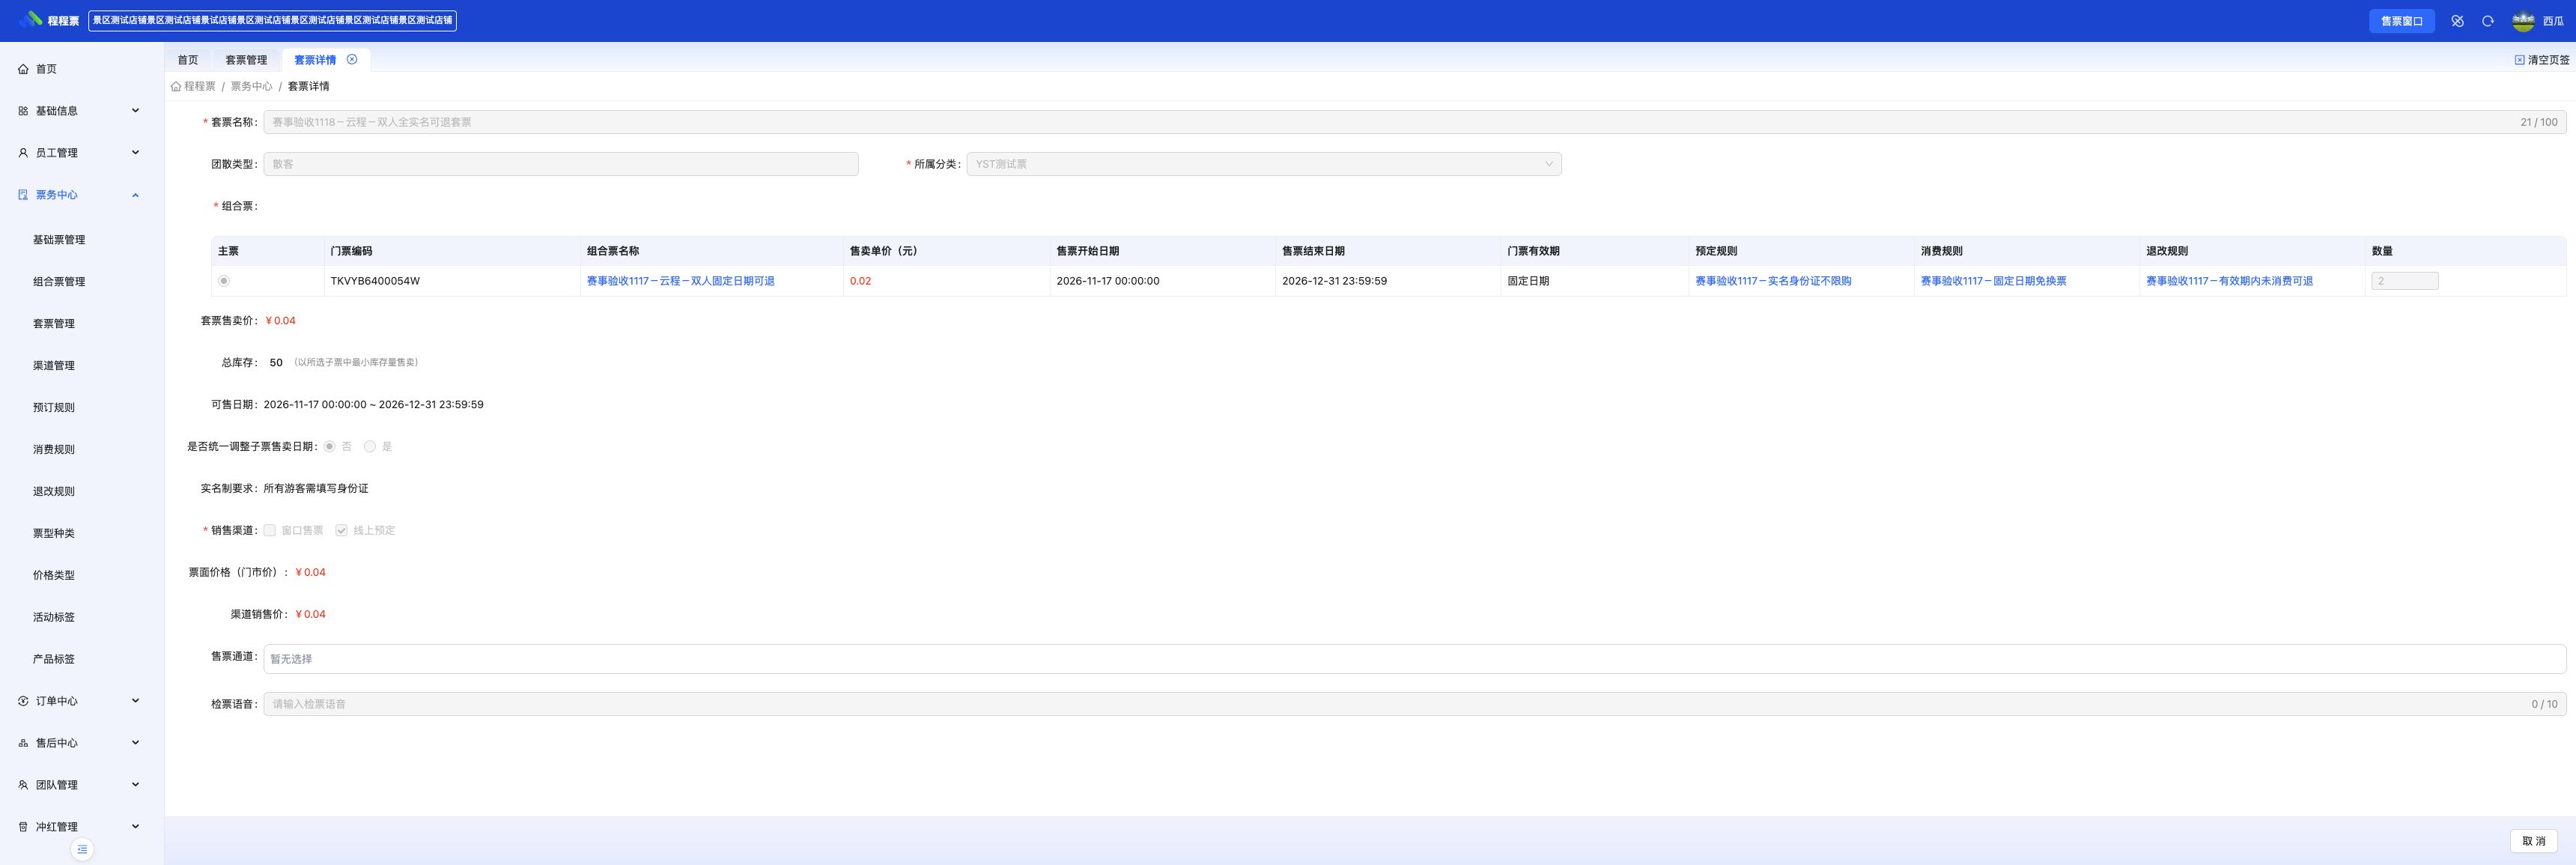 程程票 景区测试店铺景区测试店铺景试店铺景区测试店铺景区测试店铺景区测试店铺景区测试店铺 售票窗口 西瓜
首页 套票管理 套票详情 清空页签
程程票 / 票务中心 / 套票详情
首页
基础信息
员工管理
票务中心
基础票管理
组合票管理
套票管理
渠道管理
预订规则
消费规则
退改规则
票型种类
价格类型
活动标签
产品标签
订单中心
售后中心
团队管理
冲红管理
* 套票名称: 赛事验收1118－云程－双人全实名可退套票 21 / 100
团散类型: 散客 * 所属分类: YST测试票
* 组合票:
主票 门票编码 组合票名称 售卖单价（元） 售票开始日期 售票结束日期 门票有效期 预定规则 消费规则 退改规则 数量
TKVYB6400054W 赛事验收1117－云程－双人固定日期可退 0.02 2026-11-17 00:00:00 2026-12-31 23:59:59 固定日期 赛事验收1117－实名身份证不限购 赛事验收1117－固定日期免换票 赛事验收1117－有效期内未消费可退 2
套票售卖价: ¥ 0.04
总库存: 50 (以所选子票中最小库存量售卖)
可售日期: 2026-11-17 00:00:00 ~ 2026-12-31 23:59:59
是否统一调整子票售卖日期: 否 是
实名制要求: 所有游客需填写身份证
* 销售渠道: 窗口售票 线上预定
票面价格（门市价）: ¥ 0.04
渠道销售价: ¥ 0.04
售票通道: 暂无选择
检票语音: 请输入检票语音 0 / 10
取 消